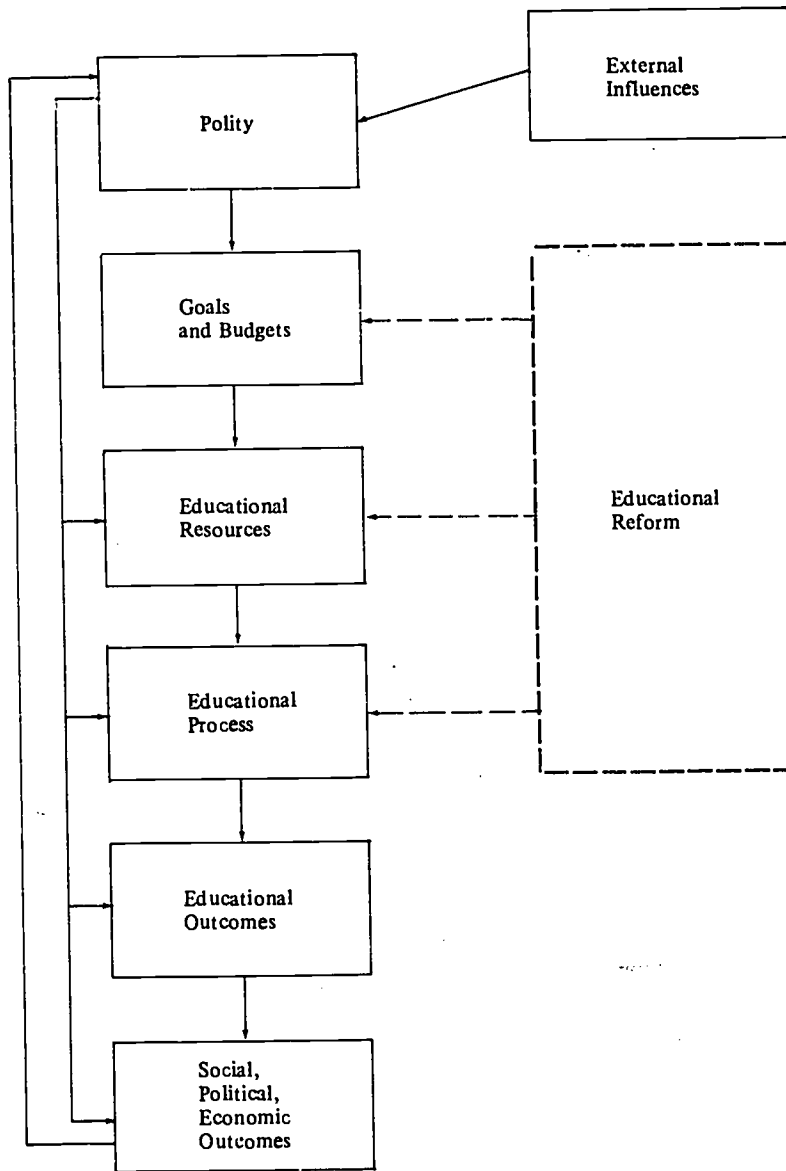 External
Influences
Polity
Goals
and Budgets
Educational
Resources
Educational
Reform
Educational
Process
Educational
Outcomes
Social,
Political,
Economic
Outcomes